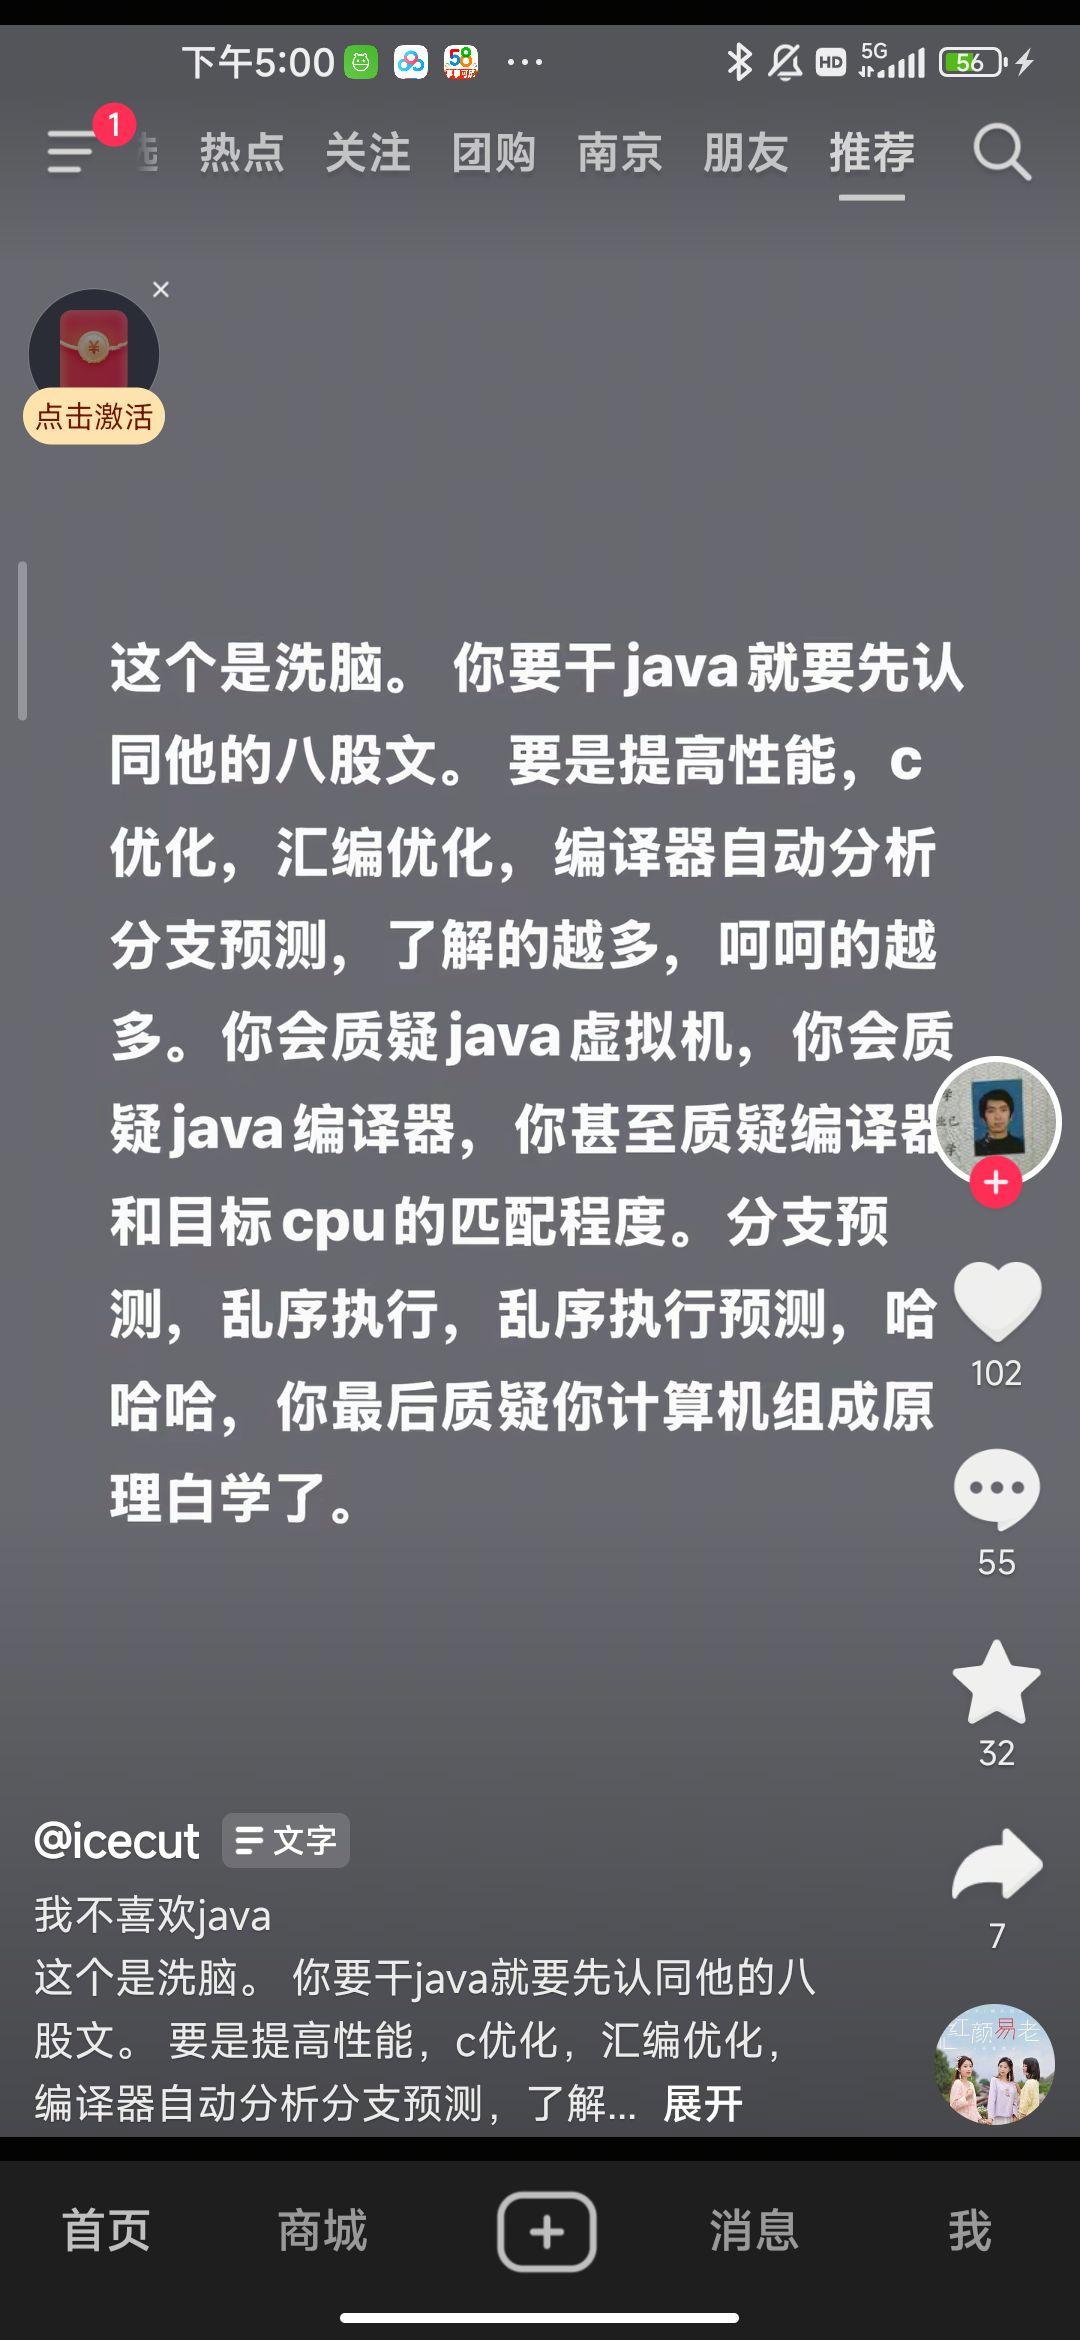 下午5:00
58
HD
5G
56
1
选 热点 关注 团购 南京 朋友 推荐
点击激活
这个是洗脑。 你要干java就要先认
同他的八股文。 要是提高性能，c
优化，汇编优化，编译器自动分析
分支预测，了解的越多，呵呵的越
多。你会质疑java虚拟机，你会质
疑java编译器，你甚至质疑编译器
和目标cpu的匹配程度。分支预
测，乱序执行，乱序执行预测，哈
哈哈，你最后质疑你计算机组成原
理白学了。
102
55
32
7
@icecut 文字
我不喜欢java
这个是洗脑。 你要干java就要先认同他的八
股文。 要是提高性能，c优化，汇编优化，
编译器自动分析分支预测，了解... 展开
红颜易老
首页 商城 消息 我